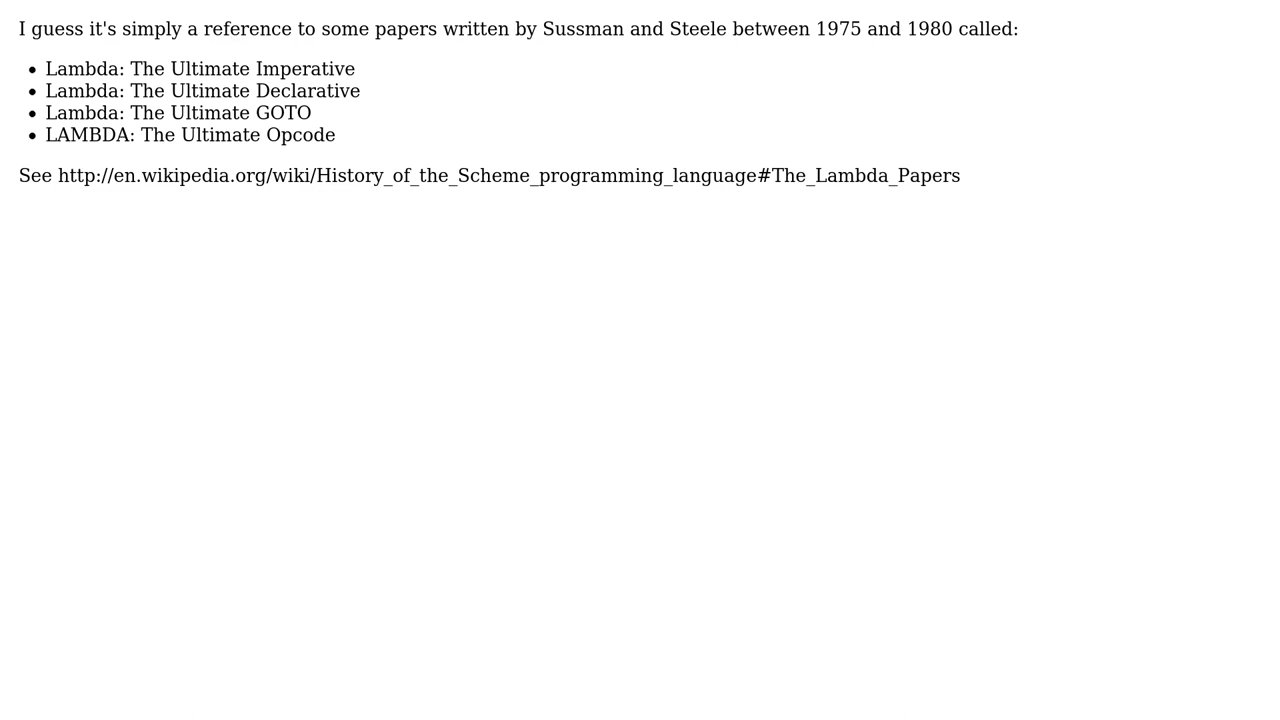 I guess it's simply a reference to some papers written by Sussman and Steele between 1975 and 1980 called:
• Lambda: The Ultimate Imperative
• Lambda: The Ultimate Declarative
• Lambda: The Ultimate GOTO
• LAMBDA: The Ultimate Opcode
See http://en.wikipedia.org/wiki/History_of_the_Scheme_programming_language#The_Lambda_Papers